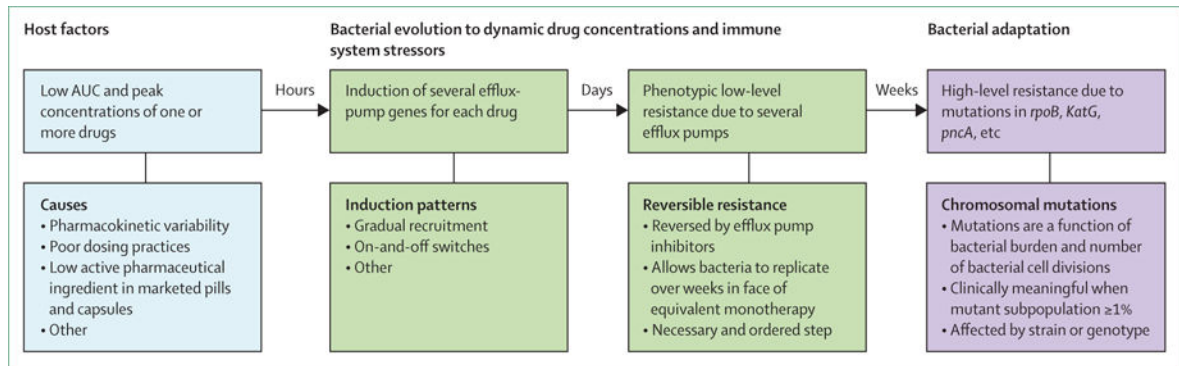 Host factors
Bacterial evolution to dynamic drug concentrations and immune
system stressors
Bacterial adaptation
Low AUC and peak
concentrations of one or
more drugs
Hours
Induction of several efflux-
pump genes for each drug
Days
Phenotypic low-level
resistance due to several
efflux pumps
Weeks
High-level resistance due to
mutations in rpoB, KatG,
pncA, etc
Causes
• Pharmacokinetic variability
• Poor dosing practices
• Low active pharmaceutical
ingredient in marketed pills
and capsules
• Other
Induction patterns
• Gradual recruitment
• On-and-off switches
• Other
Reversible resistance
• Reversed by efflux pump
inhibitors
• Allows bacteria to replicate
over weeks in face of
equivalent monotherapy
• Necessary and ordered step
Chromosomal mutations
• Mutations are a function of
bacterial burden and number
of bacterial cell divisions
• Clinically meaningful when
mutant subpopulation ≥1%
• Affected by strain or genotype